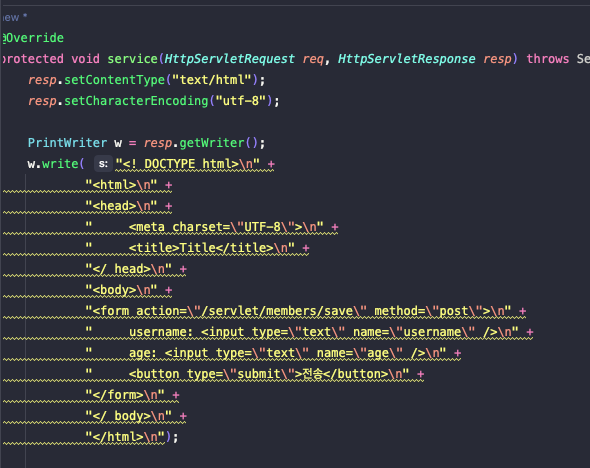 new *
@Override
protected void service(HttpServletRequest req, HttpServletResponse resp) throws Se
resp.setContentType("text/html");
resp.setCharacterEncoding("utf-8");
PrintWriter w = resp.getWriter();
w.write( s: "<! DOCTYPE html>\n" +
"<html>\n" +
"<head>\n" +
"     <meta charset=\"UTF-8\">\n" +
"     <title>Title</title>\n" +
"</ head>\n" +
"<body>\n" +
"<form action=\"/servlet/members/save\" method=\"post\">\n" +
"     username: <input type=\"text\" name=\"username\" />\n" +
"     age: <input type=\"text\" name=\"age\" />\n" +
"     <button type=\"submit\">전송</button>\n" +
"</form>\n" +
"</ body>\n" +
"</html>\n");